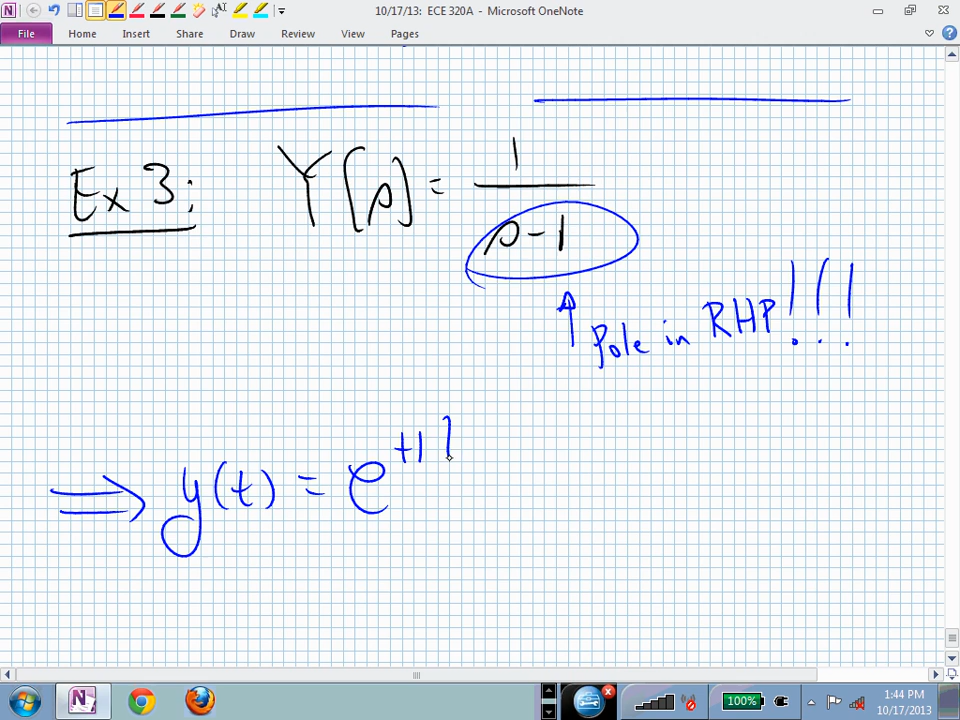 10/17/13: ECE 320A - Microsoft OneNote
File Home Insert Share Draw Review View Pages
Ex 3: Y(s) = 1
s-1
↑ Pole in RHP!!!
⇒ y(t) = e^{+1
100%
1:44 PM
10/17/2013